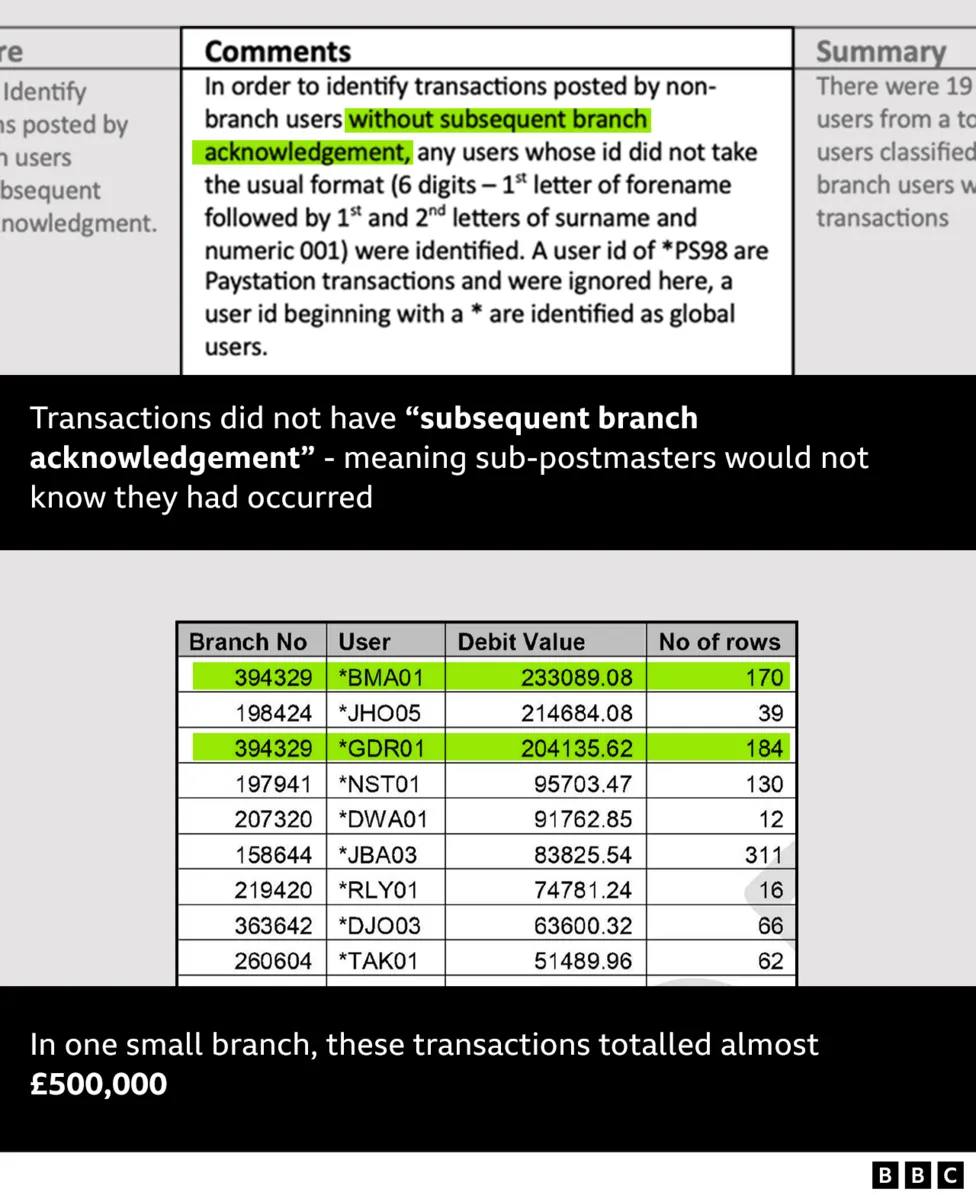 re
Identify
ns posted by
n users
bsequent
nowledgment.
Comments
In order to identify transactions posted by non-
branch users without subsequent branch
acknowledgement, any users whose id did not take
the usual format (6 digits – 1st letter of forename
followed by 1st and 2nd letters of surname and
numeric 001) were identified. A user id of *PS98 are
Paystation transactions and were ignored here, a
user id beginning with a * are identified as global
users.
Summary
There were 19
users from a to
users classified
branch users w
transactions
Transactions did not have “subsequent branch
acknowledgement” - meaning sub-postmasters would not
know they had occurred
Branch No User Debit Value No of rows
394329 *BMA01 233089.08 170
198424 *JHO05 214684.08 39
394329 *GDR01 204135.62 184
197941 *NST01 95703.47 130
207320 *DWA01 91762.85 12
158644 *JBA03 83825.54 311
219420 *RLY01 74781.24 16
363642 *DJO03 63600.32 66
260604 *TAK01 51489.96 62
In one small branch, these transactions totalled almost
£500,000
BBC